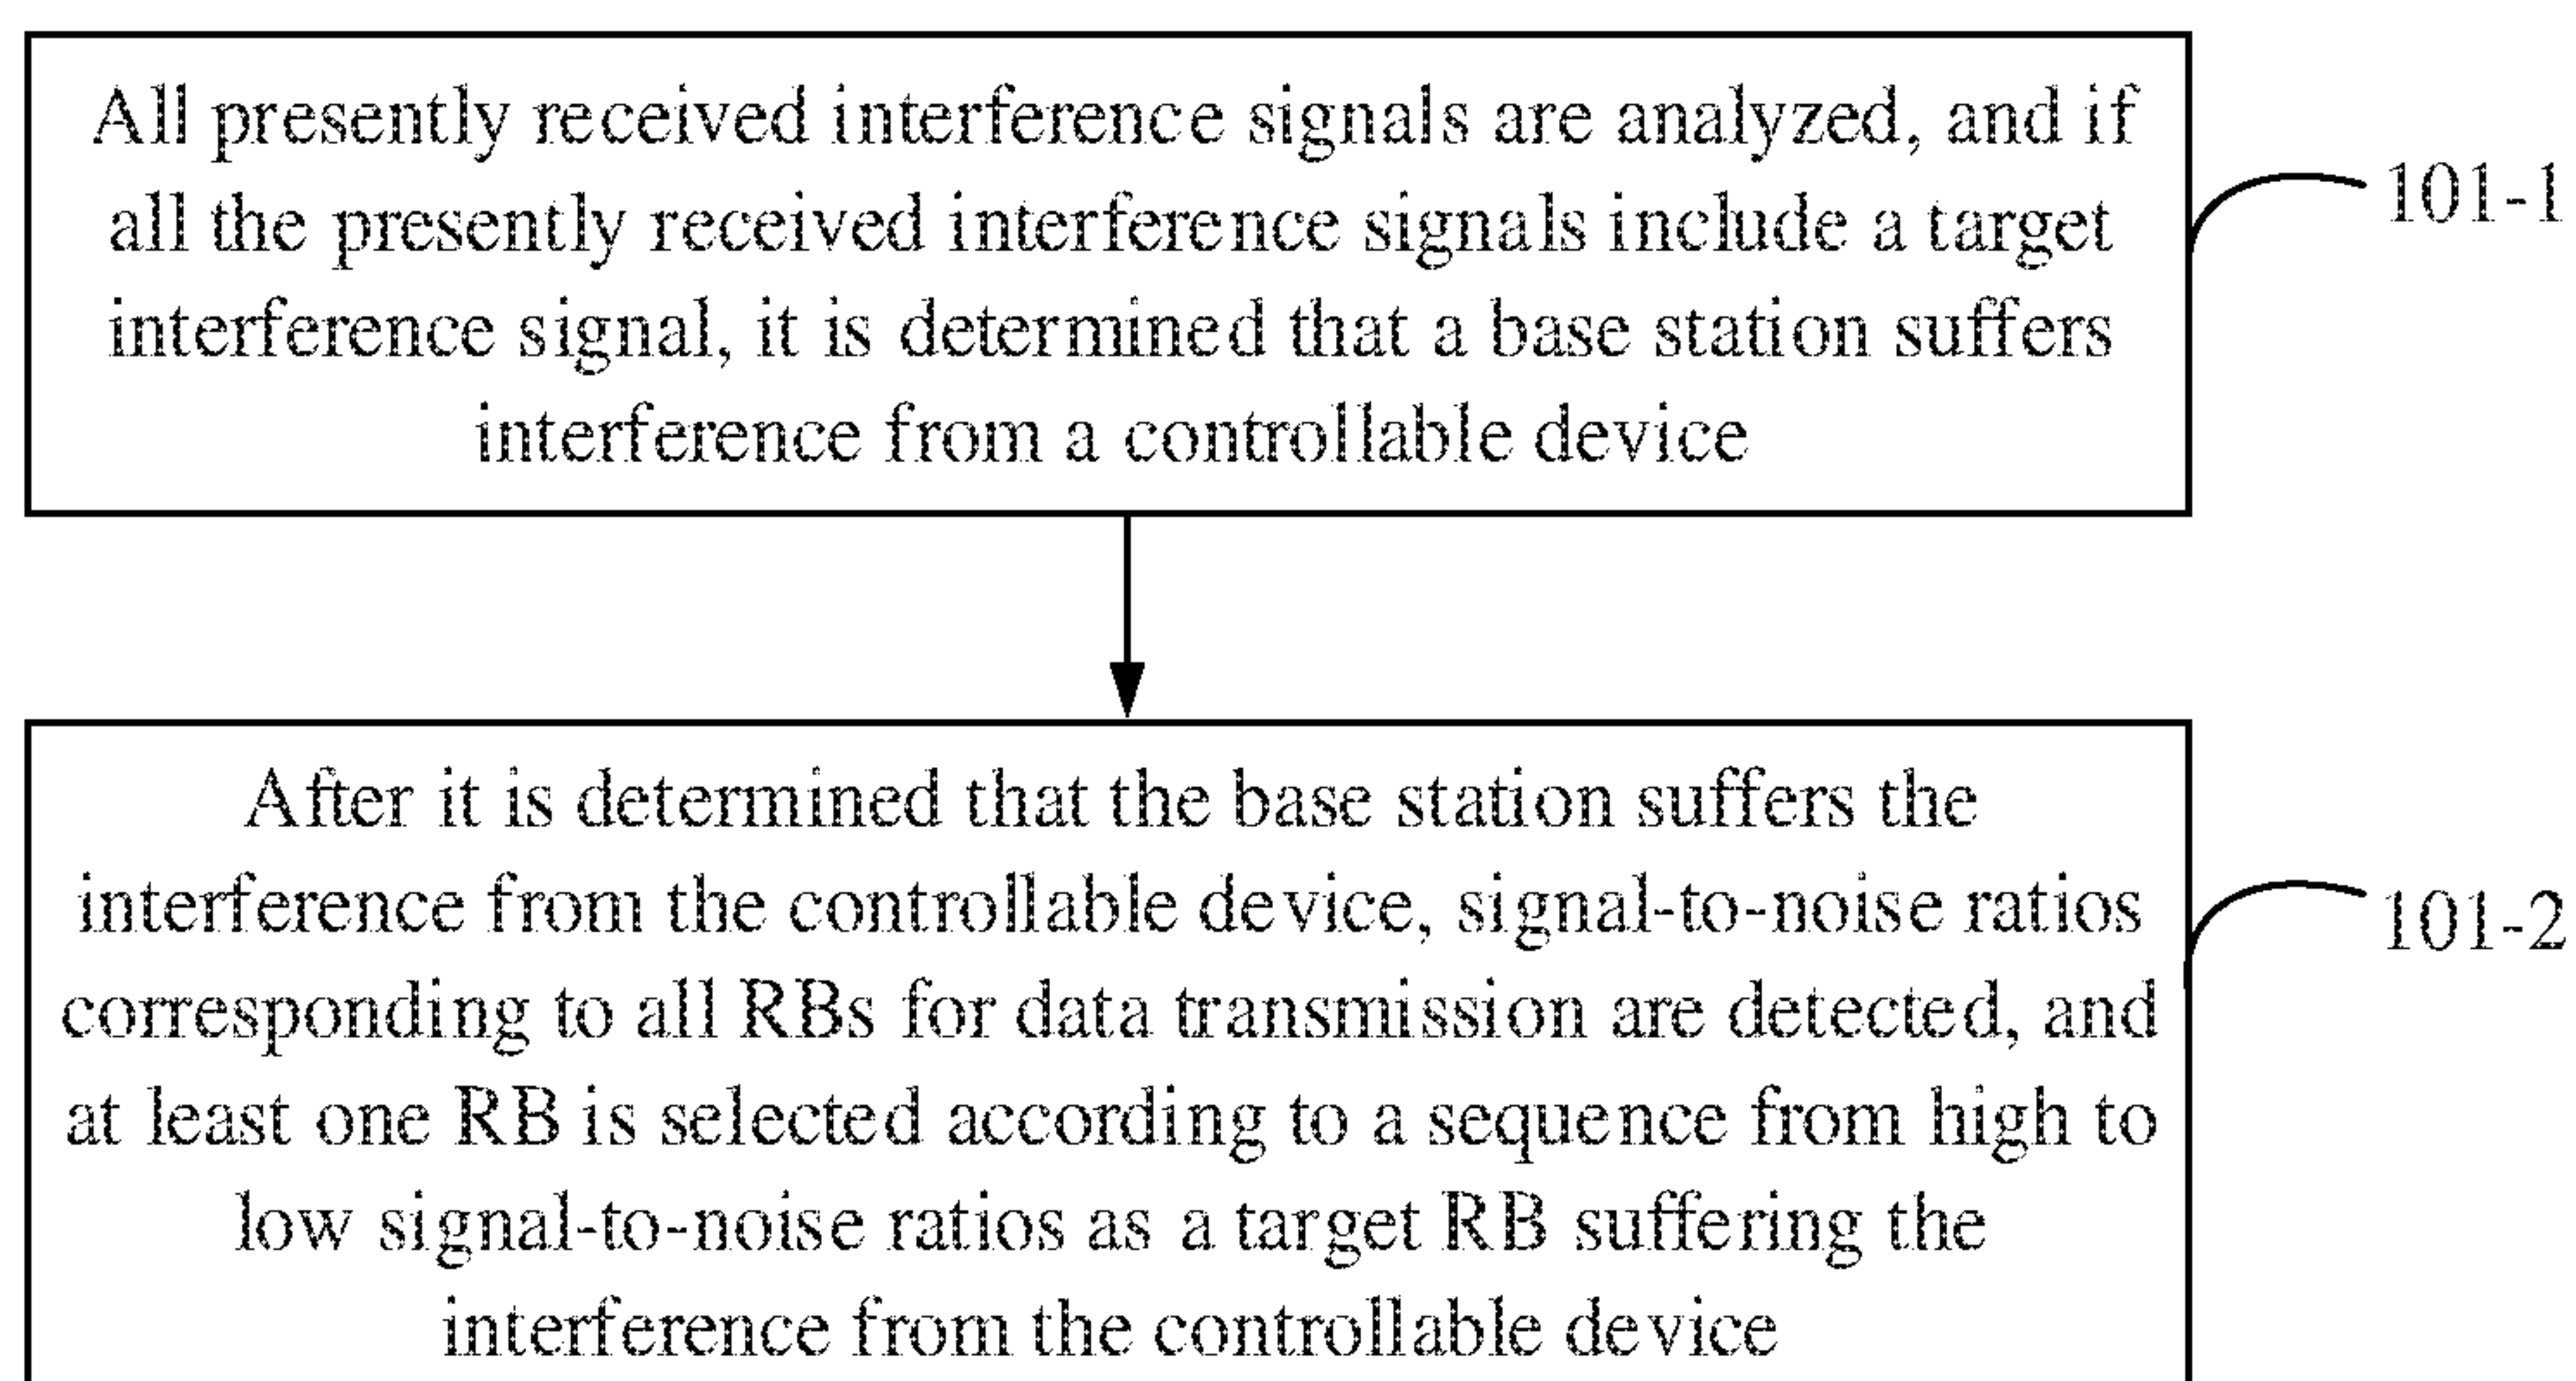 All presently received interference signals are analyzed, and if
all the presently received interference signals include a target
interference signal, it is determined that a base station suffers
interference from a controllable device
101-1
After it is determined that the base station suffers the
interference from the controllable device, signal-to-noise ratios
corresponding to all RBs for data transmission are detected, and
at least one RB is selected according to a sequence from high to
low signal-to-noise ratios as a target RB suffering the
interference from the controllable device
101-2